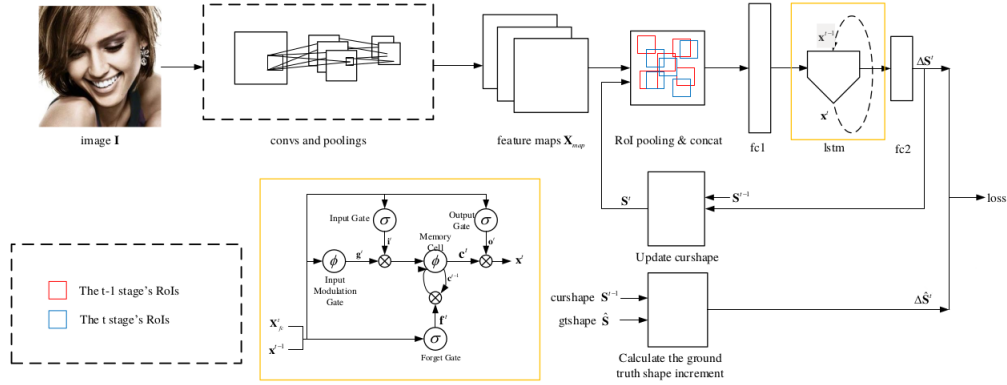 image I
convs and poolings
feature maps X_map
RoI pooling & concat
fc1
x^{t-1}
x^t
lstm
fc2
ΔS^t
S^t
S^{t-1}
Update curshape
loss
curshape S^{t-1}
gtshape Ŝ
ΔŜ^t
Calculate the ground
truth shape increment
The t-1 stage's RoIs
The t stage's RoIs
Input Gate
σ
i^t
Output
Gate
σ
o^t
Memory
Cell
ϕ
g^t
ϕ
c^t
x^t
Input
Modulation
Gate
c^{t-1}
f^t
X^t_{fc}
x^{t-1}
σ
Forget Gate